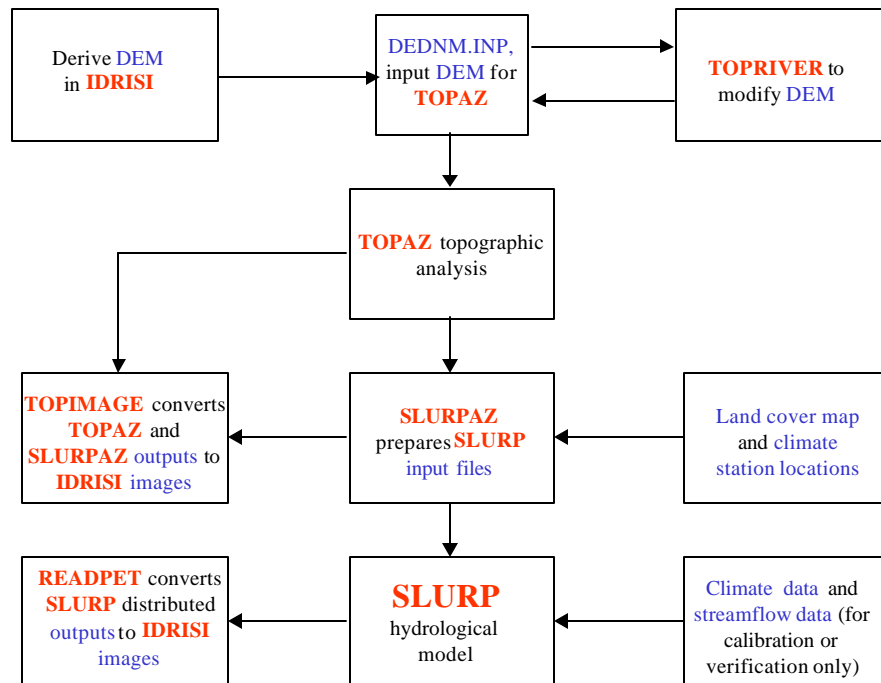 Derive DEM
in IDRISI
DEDNM.INP,
input DEM for
TOPAZ
TOPRIVER to
modify DEM
TOPAZ topographic
analysis
TOPIMAGE converts
TOPAZ and
SLURPAZ outputs to
IDRISI images
SLURPAZ
prepares SLURP
input files
Land cover map
and climate
station locations
READPET converts
SLURP distributed
outputs to IDRISI
images
SLURP
hydrological
model
Climate data and
streamflow data (for
calibration or
verification only)